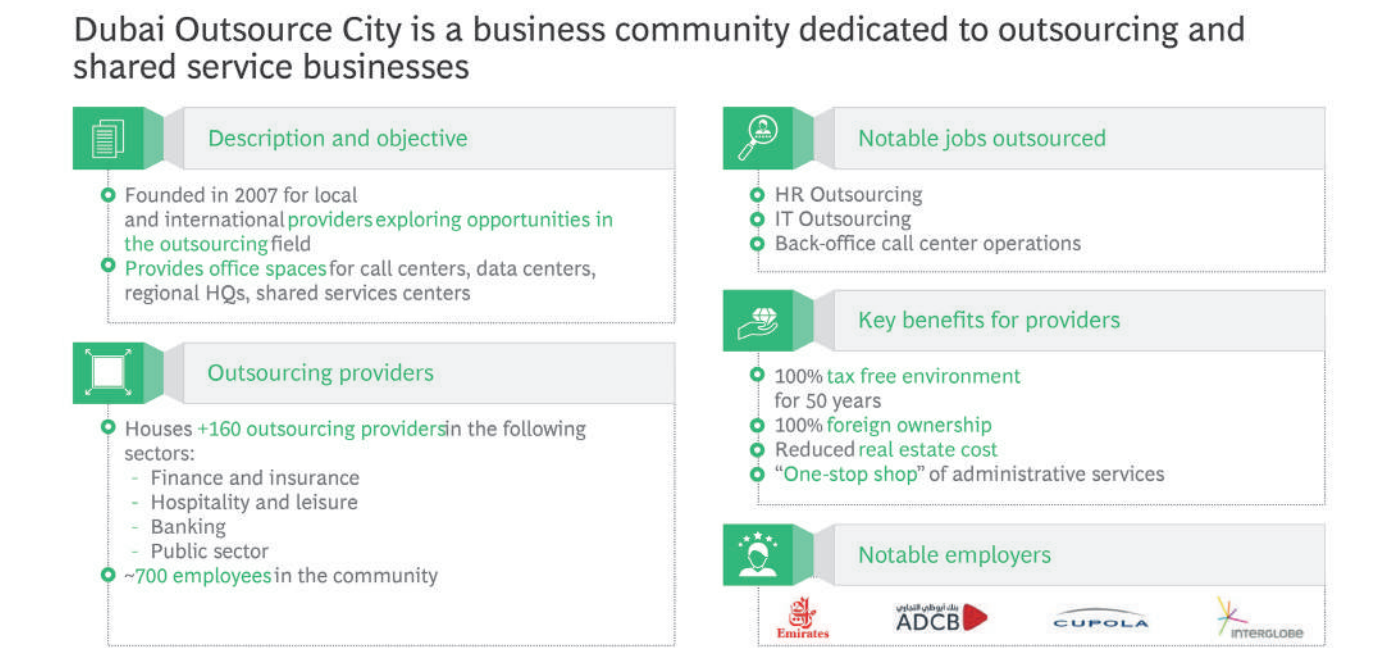 Dubai Outsource City is a business community dedicated to outsourcing and
shared service businesses
Description and objective
Founded in 2007 for local
and international providers exploring opportunities in
the outsourcing field
Provides office spaces for call centers, data centers,
regional HQs, shared services centers
Outsourcing providers
Houses +160 outsourcing providers in the following
sectors:
- Finance and insurance
- Hospitality and leisure
- Banking
- Public sector
~700 employees in the community
Notable jobs outsourced
HR Outsourcing
IT Outsourcing
Back-office call center operations
Key benefits for providers
100% tax free environment
for 50 years
100% foreign ownership
Reduced real estate cost
“One-stop shop” of administrative services
Notable employers
Emirates
بنك أبوظبي التجاري
ADCB
CUPOLA
INTERGLOBE